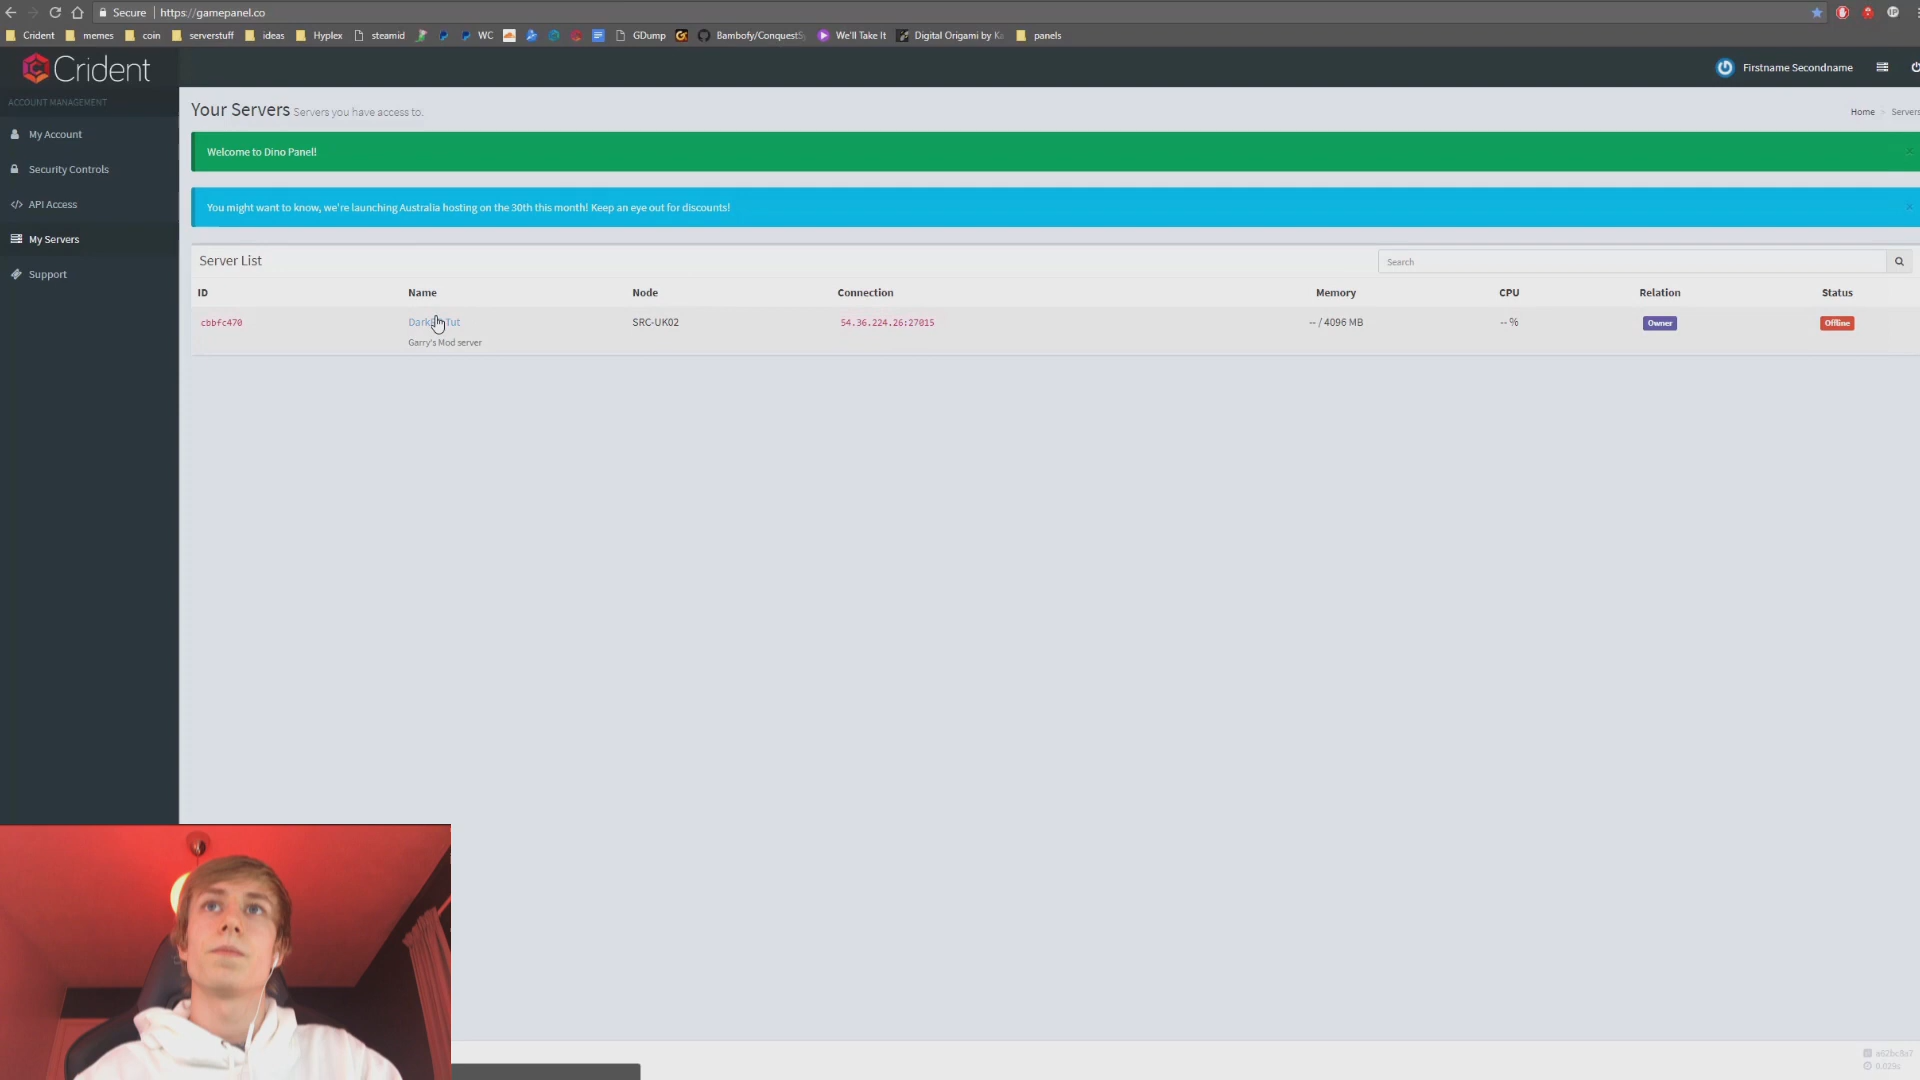 Secure https://gamepanel.co
Crident memes coin serverstuff ideas Hyplex steamid WC GDump Bambofy/ConquestS We'll Take It Digital Origami by Ka panels
Crident
Firstname Secondname
ACCOUNT MANAGEMENT
My Account
Security Controls
API Access
My Servers
Support
Your Servers Servers you have access to.
Home > Servers
Welcome to Dino Panel!
×
You might want to know, we're launching Australia hosting on the 30th this month! Keep an eye out for discounts!
×
Server List
Search
ID Name Node Connection Memory CPU Relation Status
cbbfc470 Tut SRC-UK02 54.36.224.26:27015 -- / 4096 MB -- % Owner Offline
Garry's Mod server
0.029s